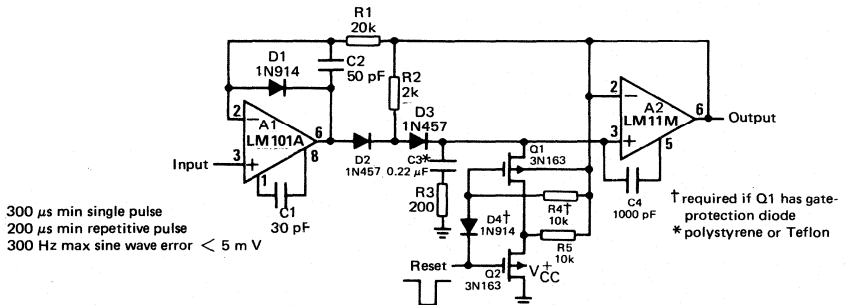 R1
20k
D1
1N914
C2
50 pF
R2
2k
D3
1N457
2
−
A1
LM101A
6
3
+
8
1
Input
C1
30 pF
D2
1N457
C3*
0.22 μF
R3
200
Q1
3N163
D4†
1N914
R4†
10k
R5
10k
Reset
Q2
3N163
V+CC
2
−
A2
LM11M
6
Output
3
+
5
C4
1000 pF
† required if Q1 has gate-
protection diode
* polystyrene or Teflon
300 μs min single pulse
200 μs min repetitive pulse
300 Hz max sine wave error < 5 mV